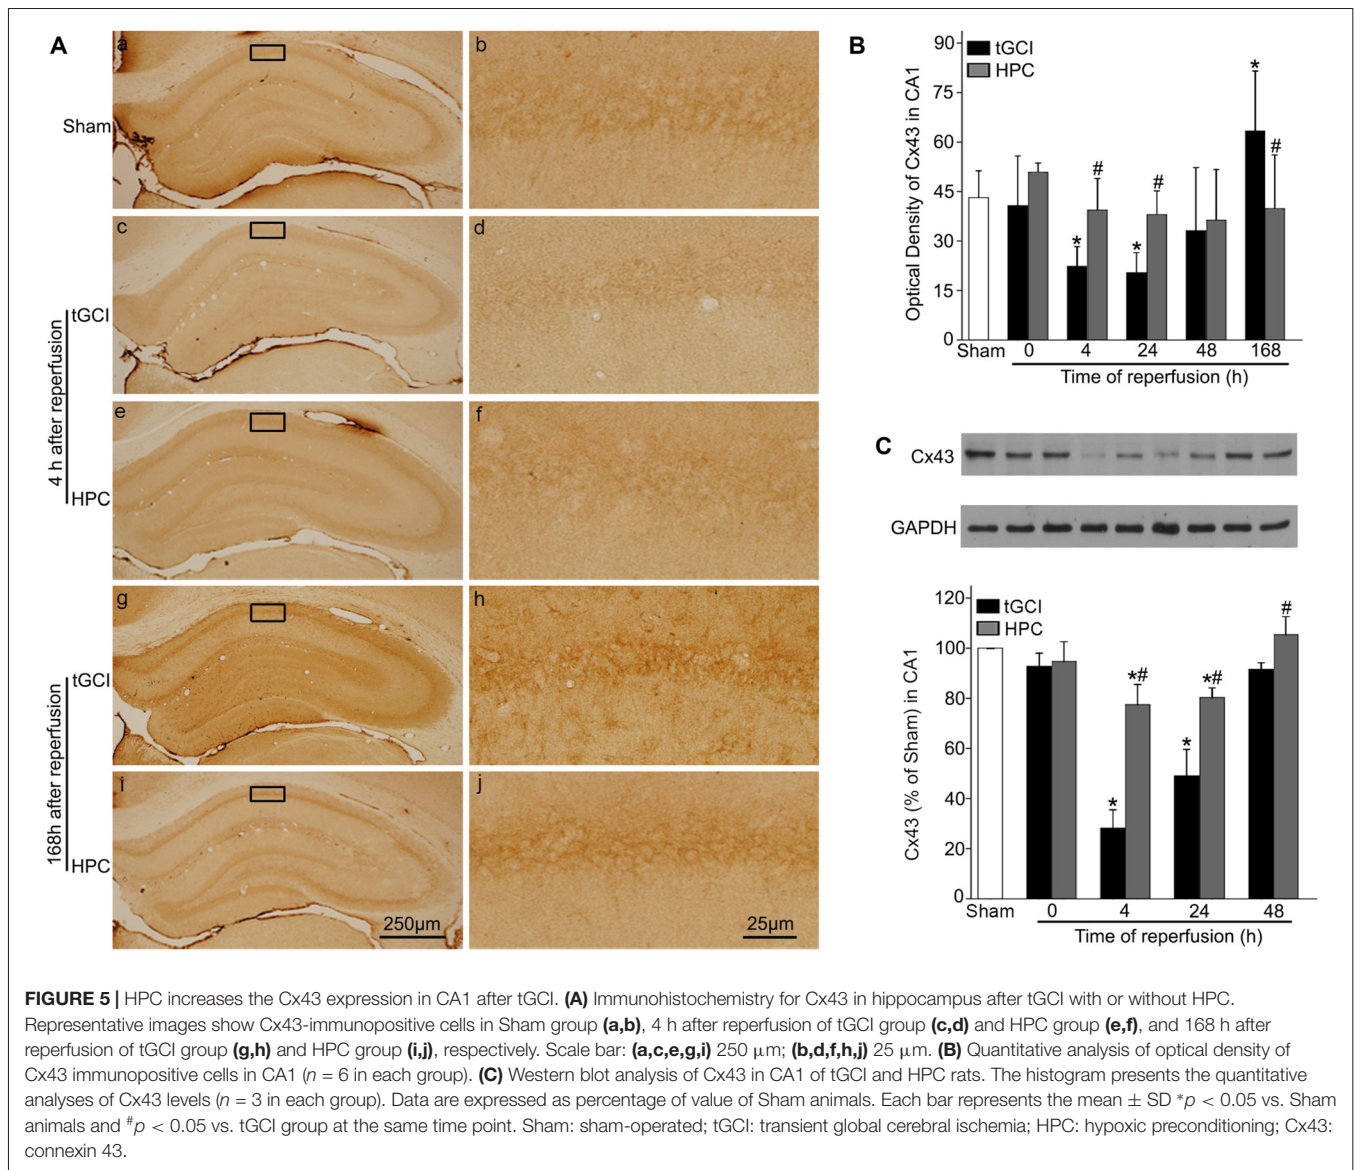 A
a
b
Sham
c
d
tGCI
4 h after reperfusion
e
f
HPC
g
h
tGCI
168h after reperfusion
i
j
HPC
250μm
25μm
B
90
75
60
45
30
15
0
Optical Density of Cx43 in CA1
tGCI
HPC
*
#
#
#
*
*
Sham 0 4 24 48 168
Time of reperfusion (h)
C
Cx43
GAPDH
120
100
80
60
40
20
0
Cx43 (% of Sham) in CA1
tGCI
HPC
#
*#
*#
*
*
Sham 0 4 24 48
Time of reperfusion (h)
FIGURE 5 | HPC increases the Cx43 expression in CA1 after tGCI. (A) Immunohistochemistry for Cx43 in hippocampus after tGCI with or without HPC.
Representative images show Cx43-immunopositive cells in Sham group (a,b), 4 h after reperfusion of tGCI group (c,d) and HPC group (e,f), and 168 h after
reperfusion of tGCI group (g,h) and HPC group (i,j), respectively. Scale bar: (a,c,e,g,i) 250 μm; (b,d,f,h,j) 25 μm. (B) Quantitative analysis of optical density of
Cx43 immunopositive cells in CA1 (n = 6 in each group). (C) Western blot analysis of Cx43 in CA1 of tGCI and HPC rats. The histogram presents the quantitative
analyses of Cx43 levels (n = 3 in each group). Data are expressed as percentage of value of Sham animals. Each bar represents the mean ± SD *p < 0.05 vs. Sham
animals and #p < 0.05 vs. tGCI group at the same time point. Sham: sham-operated; tGCI: transient global cerebral ischemia; HPC: hypoxic preconditioning; Cx43:
connexin 43.